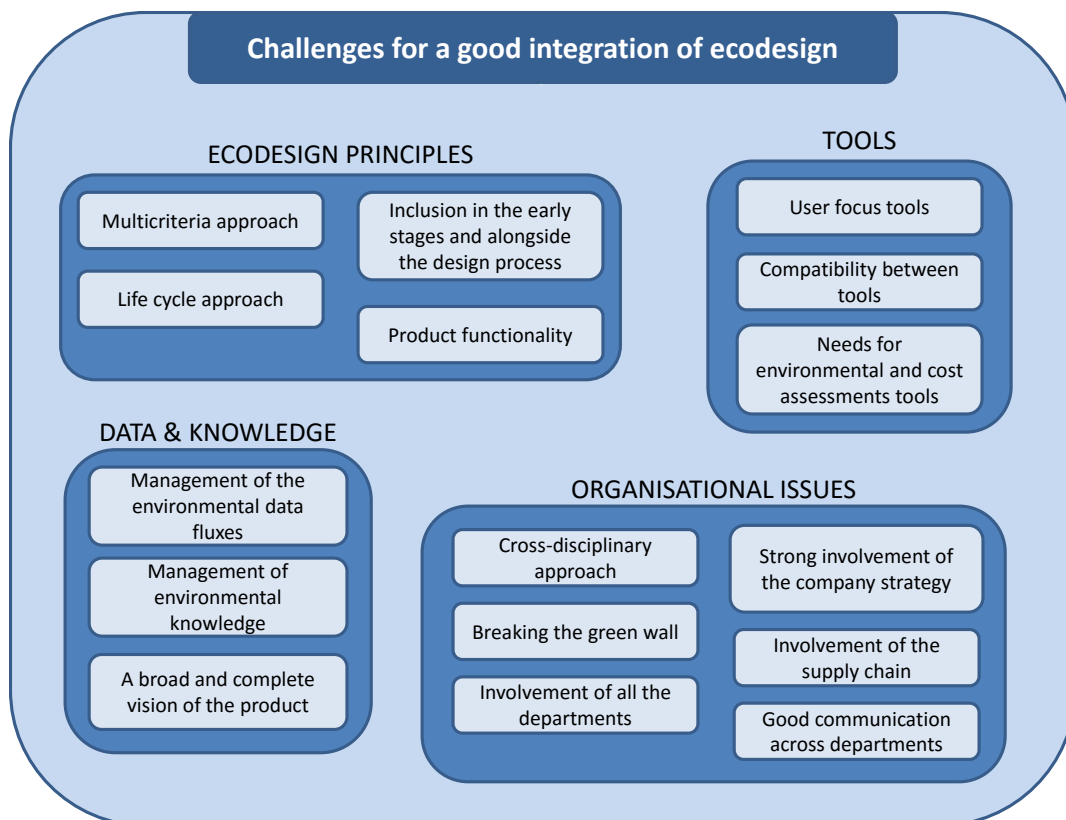 Challenges for a good integration of ecodesign
ECODESIGN PRINCIPLES
Multicriteria approach
Life cycle approach
Inclusion in the early
stages and alongside
the design process
Product functionality
TOOLS
User focus tools
Compatibility between
tools
Needs for
environmental and cost
assessments tools
DATA & KNOWLEDGE
Management of the
environmental data
fluxes
Management of
environmental
knowledge
A broad and complete
vision of the product
ORGANISATIONAL ISSUES
Cross-disciplinary
approach
Breaking the green wall
Involvement of all the
departments
Strong involvement of
the company strategy
Involvement of the
supply chain
Good communication
across departments